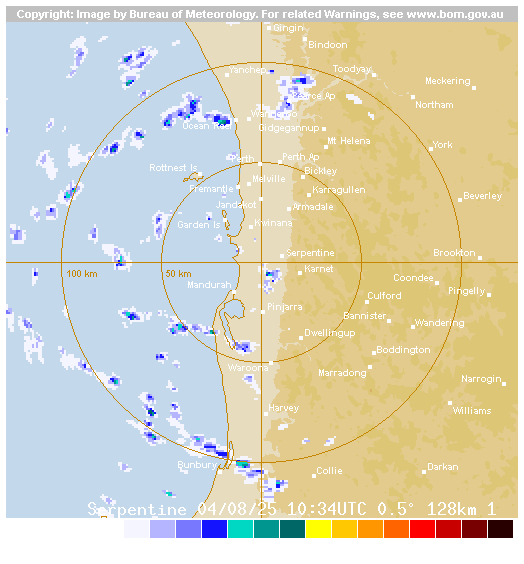 Copyright: Image by Bureau of Meteorology. For related Warnings, see www.bom.gov.au
Gingin
Bindoon
Yanchep
Toodyay
Meckering
Pearce Ap
Northam
Wanneroo
Ocean Reef
Gidgegannup
Mt Helena
York
Perth
Perth Ap
Rottnest Is
Bickley
Melville
Fremantle
Karragullen
Beverley
Jandakot
Armadale
Garden Is
Kwinana
Serpentine
Brookton
100 km
50 km
Karnet
Coondee
Mandurah
Pingelly
Cufford
Pinjarra
Bannister
Wandering
Dwellingup
Boddington
Waroona
Marradong
Narrogin
Harvey
Williams
Bunbury
Collie
Darkan
Serpentine 04/08/25 10:34UTC 0.5° 128km 1